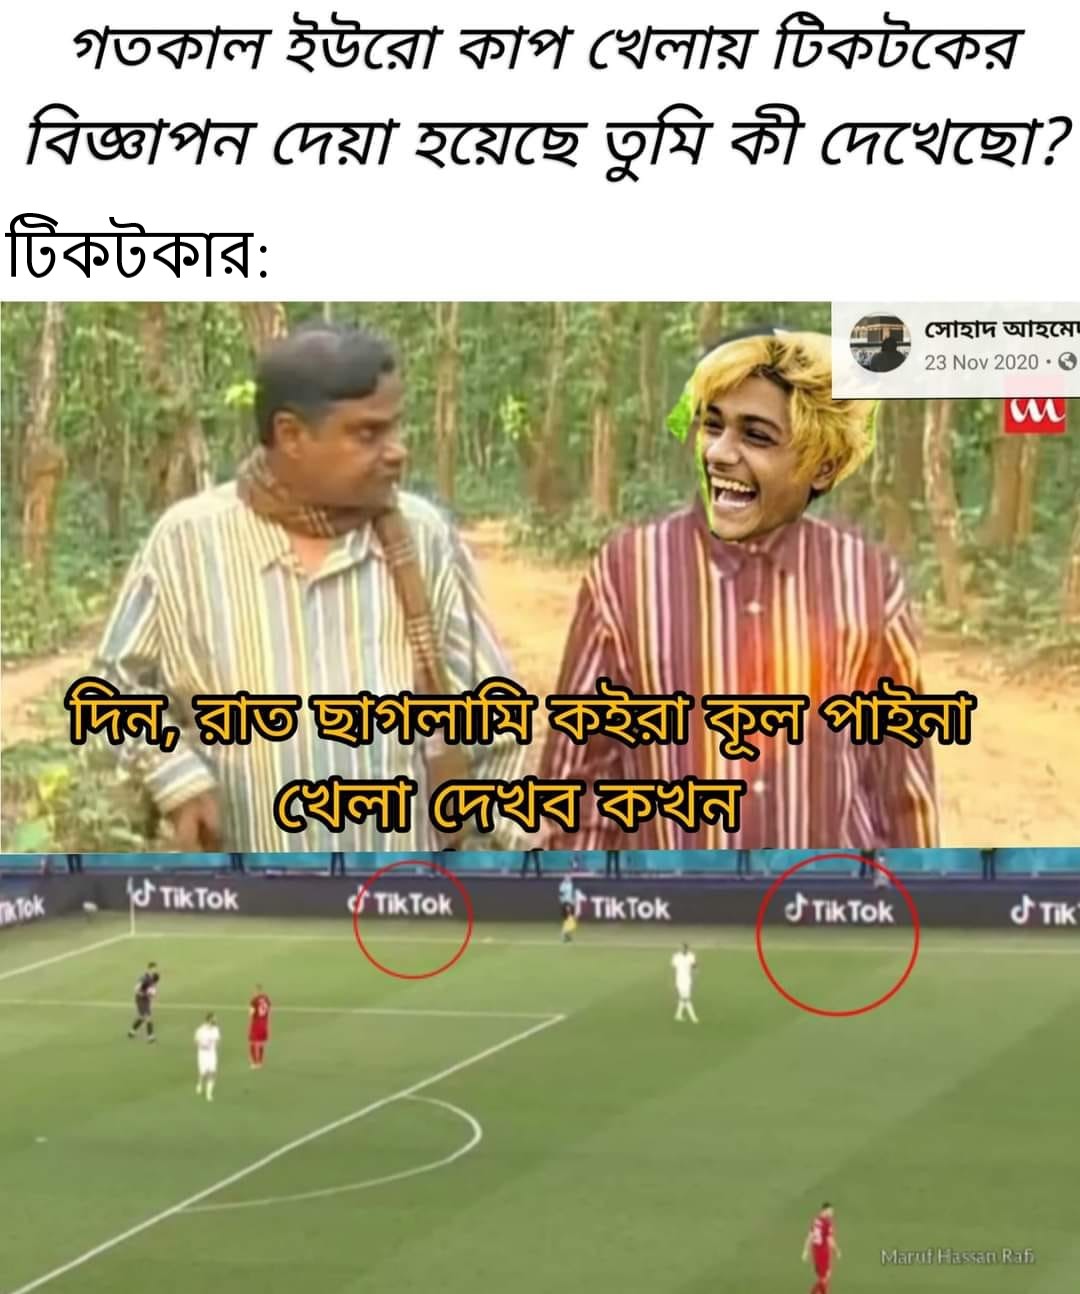 গতকাল ইউরো কাপ খেলায় টিকটকের
বিজ্ঞাপন দেয়া হয়েছে তুমি কী দেখেছো?
টিকটকার:
সোহাদ আহমে
23 Nov 2020
দিন, রাত ছাগলামি কইরা কূল পাইনা
খেলা দেখব কখন
TikTok TikTok TikTok TikTok Tik
Maruf Hassan Rafi